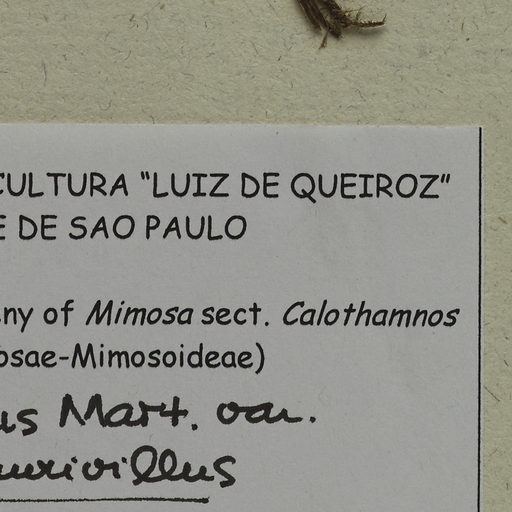 CULTURA "LUIZ DE QUEIROZ"
E DE SAO PAULO
ny of Mimosa sect. Calothamnos
osae-Mimosoideae)
us Mart. var.